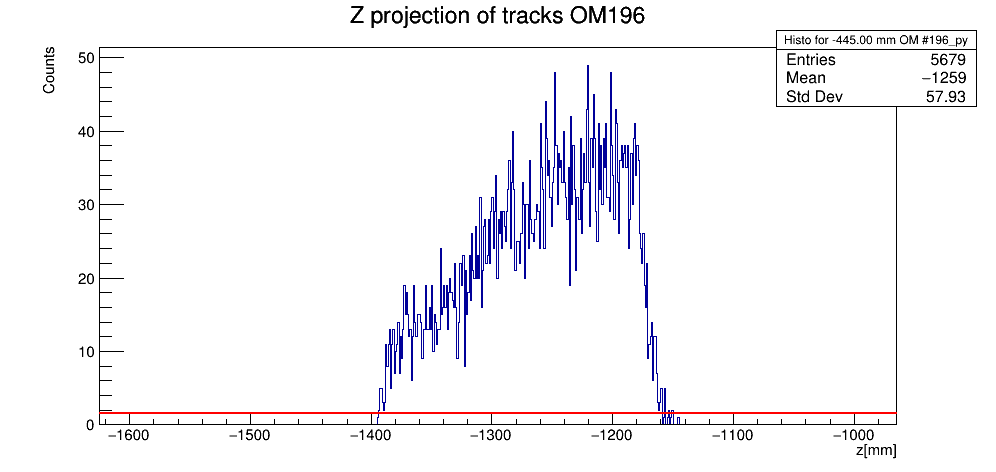 Z projection of tracks OM196
Histo for -445.00 mm OM #196_py
Entries 5679
Mean −1259
Std Dev 57.93
Counts
50
40
30
20
10
0
−1600 −1500 −1400 −1300 −1200 −1100 −1000
z[mm]